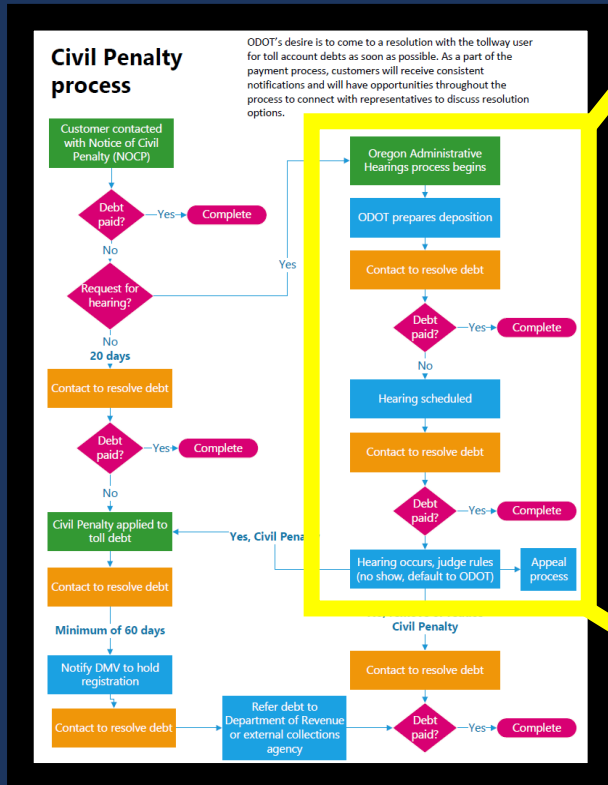 Civil Penalty
process
ODOT's desire is to come to a resolution with the tollway user
for toll account debts as soon as possible. As a part of the
payment process, customers will receive consistent
notifications and will have opportunities throughout the
process to connect with representatives to discuss resolution
options.
Customer contacted
with Notice of Civil
Penalty (NOCP)
Debt
paid?
Yes
Complete
No
Request for
hearing?
Yes
No
20 days
Contact to resolve debt
Debt
paid?
Yes
Complete
No
Civil Penalty applied to
toll debt
Yes, Civil Pena
Contact to resolve debt
Minimum of 60 days
Notify DMV to hold
registration
Contact to resolve debt
Refer debt to
Department of Revenue
or external collections
agency
Oregon Administrative
Hearings process begins
ODOT prepares deposition
Contact to resolve debt
Debt
paid?
Yes
Complete
No
Hearing scheduled
Contact to resolve debt
Debt
paid?
Yes
Complete
Hearing occurs, judge rules
(no show, default to ODOT)
Appeal
process
Civil Penalty
Contact to resolve debt
Debt
paid?
Yes
Complete